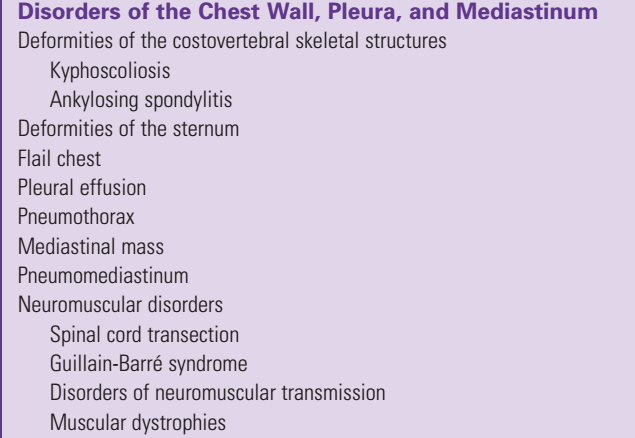 Disorders of the Chest Wall, Pleura, and Mediastinum
Deformities of the costovertebral skeletal structures
Kyphoscoliosis
Ankylosing spondylitis
Deformities of the sternum
Flail chest
Pleural effusion
Pneumothorax
Mediastinal mass
Pneumomediastinum
Neuromuscular disorders
Spinal cord transection
Guillain-Barré syndrome
Disorders of neuromuscular transmission
Muscular dystrophies